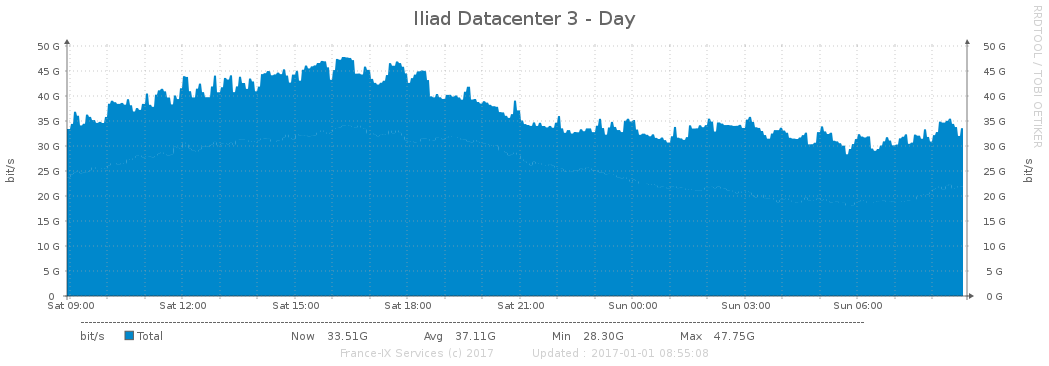 Iliad Datacenter 3 - Day
RRDTOOL / TOBI OETIKER
50 G 50 G
45 G 45 G
40 G 40 G
35 G 35 G
30 G 30 G
25 G 25 G
20 G 20 G
15 G 15 G
10 G 10 G
5 G 5 G
0 0 G
bit/s
bit/s
Sat 09:00 Sat 12:00 Sat 15:00 Sat 18:00 Sat 21:00 Sun 00:00 Sun 03:00 Sun 06:00
bit/s Total Now 33.51G Avg 37.11G Min 28.30G Max 47.75G
France-IX Services (c) 2017 Updated : 2017-01-01 08:55:08